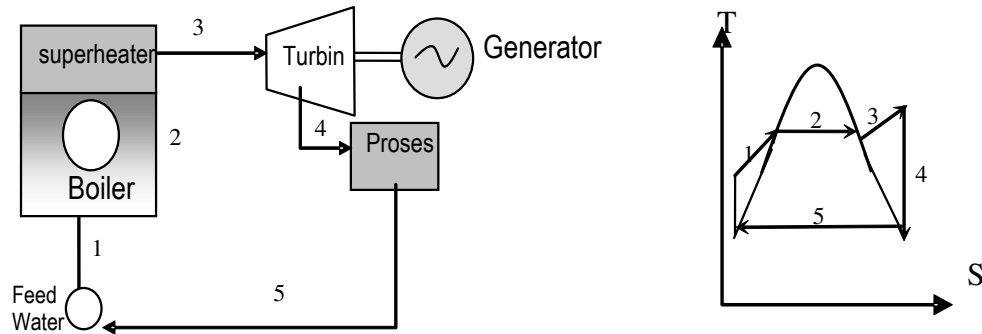 3
superheater
Turbin
Generator
2
4
Proses
Boiler
1
Feed
Water
5
T
1
2
3
4
5
S